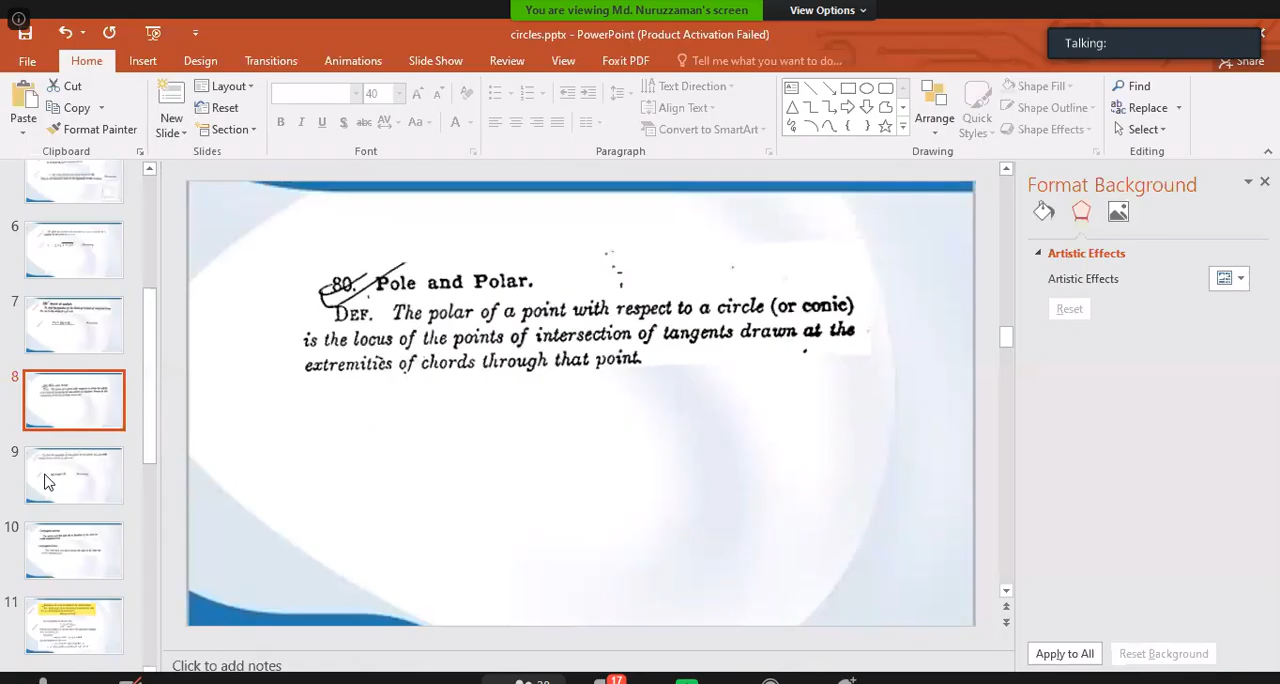 You are viewing Md. Nuruzzaman's screen
View Options
circles.pptx - PowerPoint (Product Activation Failed)
Talking:
File
Home
Insert
Design
Transitions
Animations
Slide Show
Review
View
Foxit PDF
Tell me what you want to do...
Share
Paste
Cut
Copy
Format Painter
Clipboard
New
Slide
Layout
Reset
Section
Slides
40
B I U S abc AV Aa A
Font
Text Direction
Align Text
Convert to SmartArt
Paragraph
Arrange
Quick
Styles
Shape Fill
Shape Outline
Shape Effects
Drawing
Find
Replace
Select
Editing
6
7
8
9
10
11
80. Pole and Polar.
DEF. The polar of a point with respect to a circle (or conic)
is the locus of the points of intersection of tangents drawn at the
extremities of chords through that point.
Format Background
Artistic Effects
Artistic Effects
Reset
Apply to All
Reset Background
Click to add notes
17